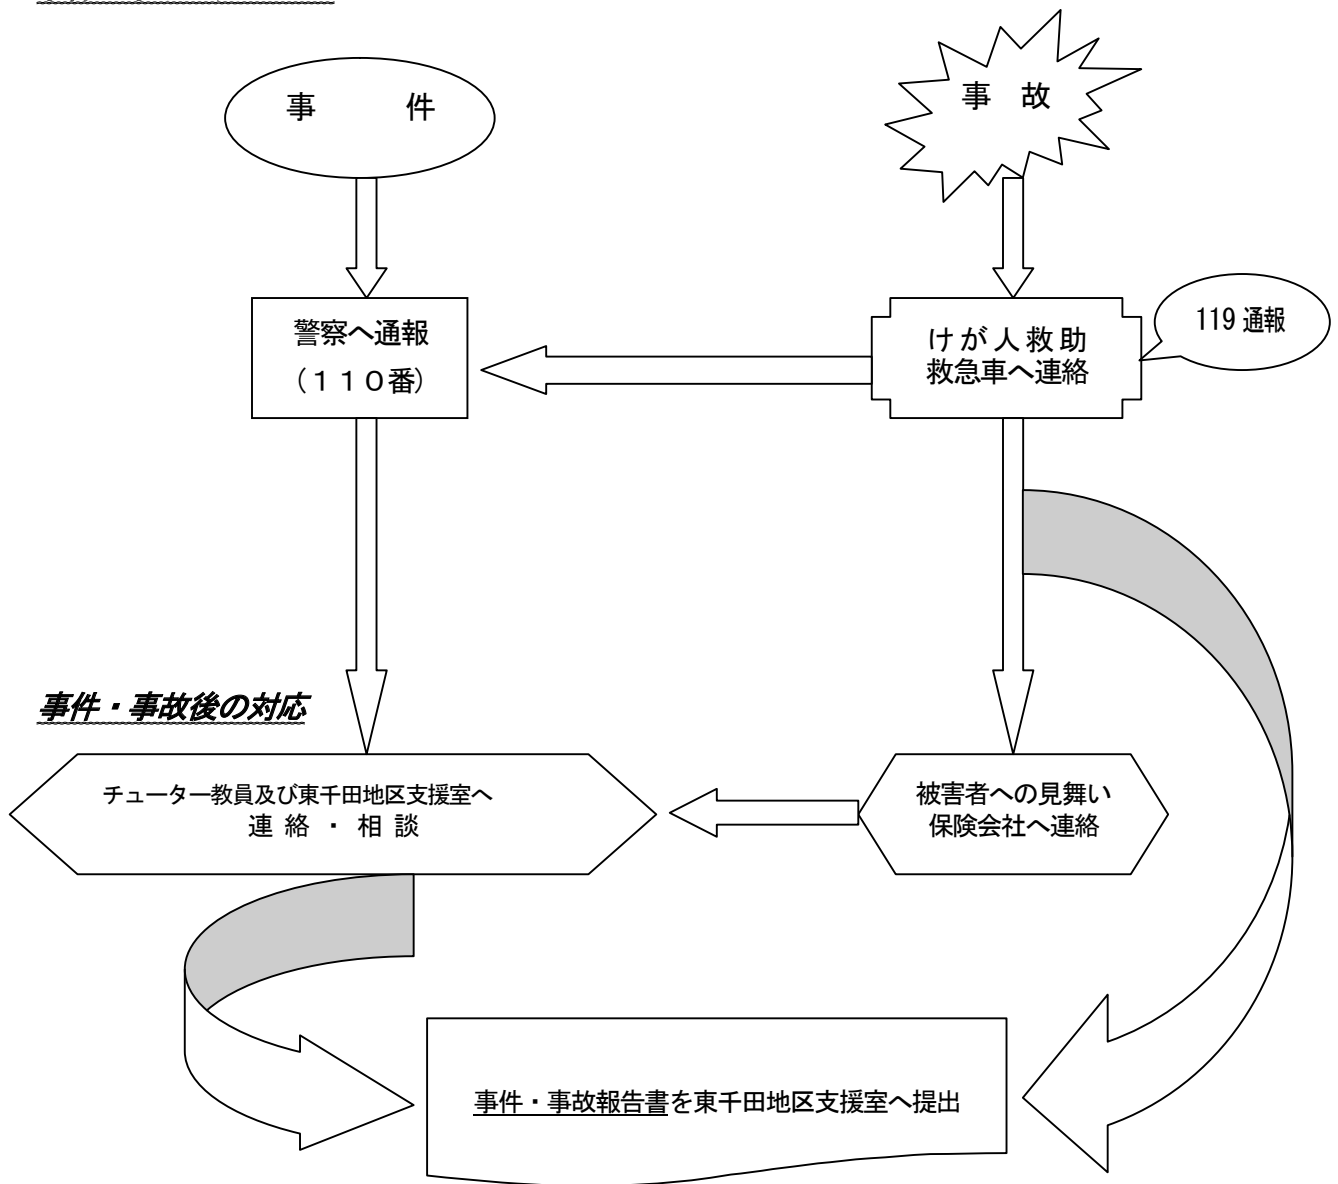 事　件
事 故
警察へ通報
（１１０番）
けが人救助
救急車へ連絡
119 通報
事件・事故後の対応
チューター教員及び東千田地区支援室へ
連 絡 ・ 相 談
被害者への見舞い
保険会社へ連絡
事件・事故報告書を東千田地区支援室へ提出